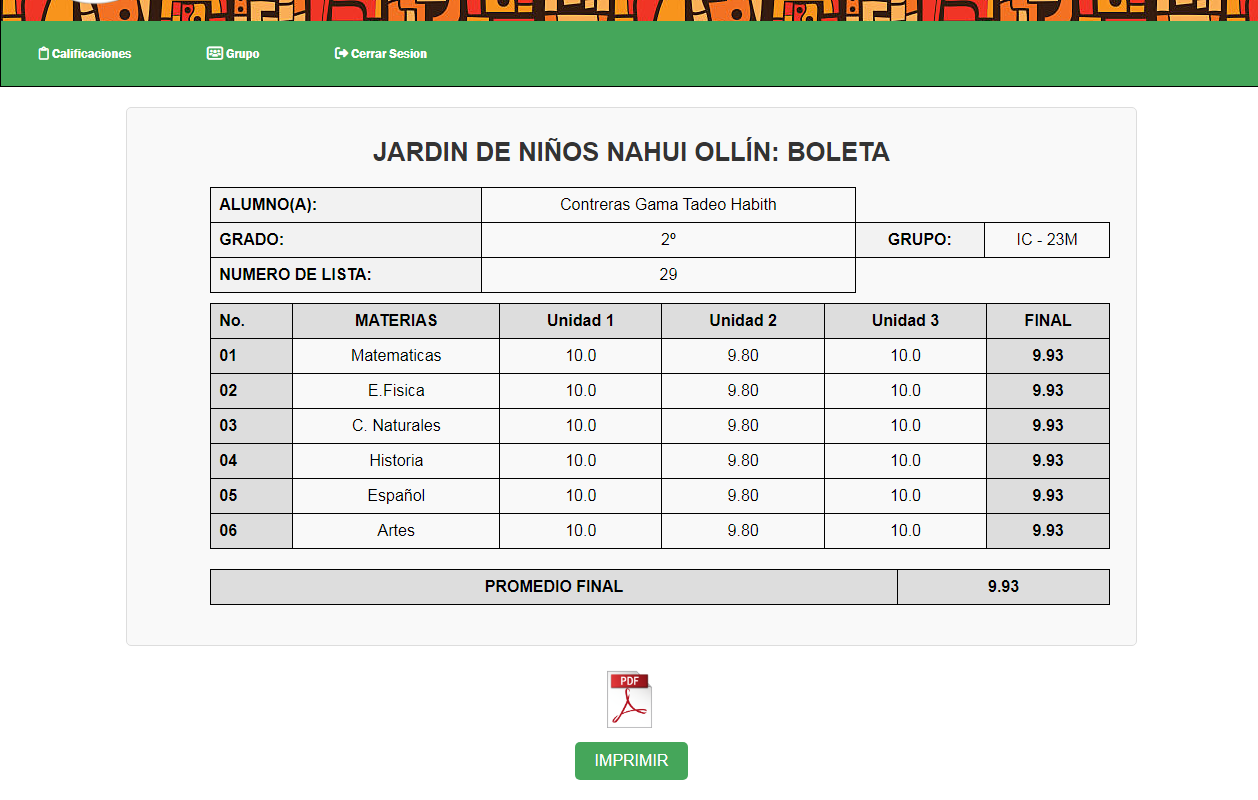 Calificaciones Grupo Cerrar Sesion
JARDIN DE NIÑOS NAHUI OLLÍN: BOLETA
ALUMNO(A): Contreras Gama Tadeo Habith
GRADO: 2º GRUPO: IC - 23M
NUMERO DE LISTA: 29
No. MATERIAS Unidad 1 Unidad 2 Unidad 3 FINAL
01 Matematicas 10.0 9.80 10.0 9.93
02 E.Fisica 10.0 9.80 10.0 9.93
03 C. Naturales 10.0 9.80 10.0 9.93
04 Historia 10.0 9.80 10.0 9.93
05 Español 10.0 9.80 10.0 9.93
06 Artes 10.0 9.80 10.0 9.93
PROMEDIO FINAL 9.93
PDF
IMPRIMIR